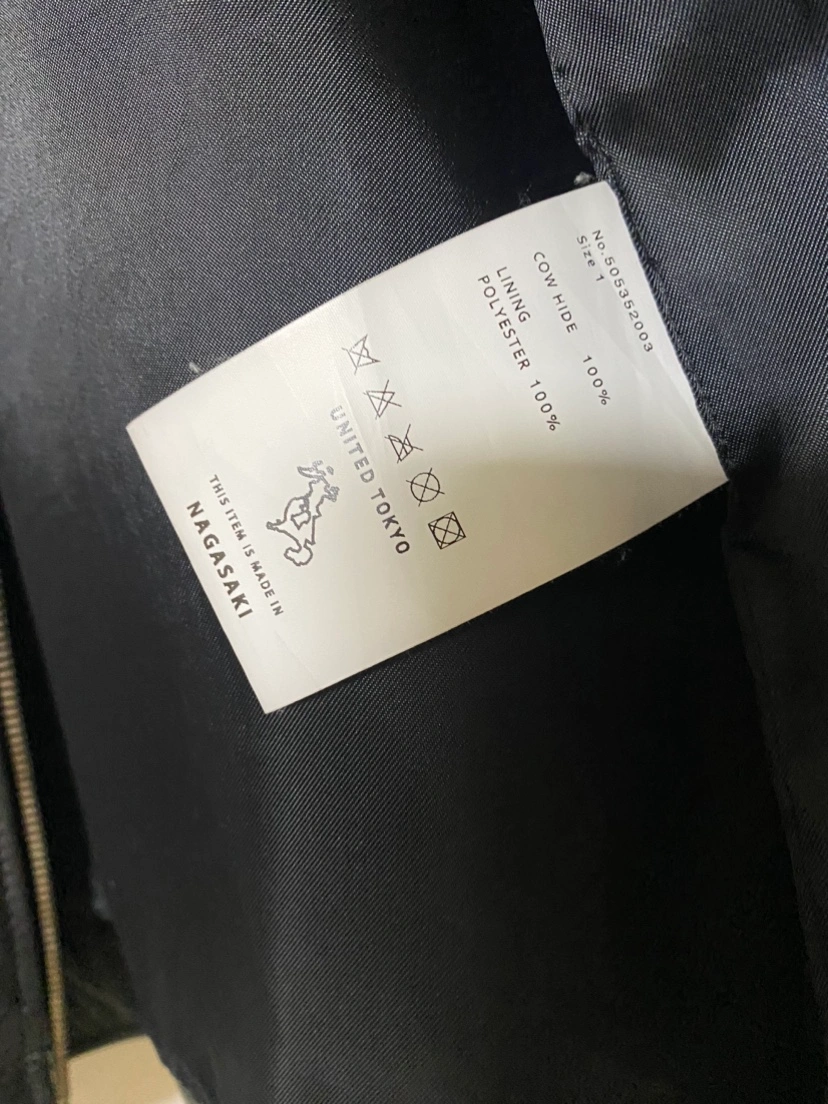 No.505352003
Size 1
COW HIDE 100%
LINING
POLYESTER 100%
UNITED TOKYO
THIS ITEM IS MADE IN
NAGASAKI